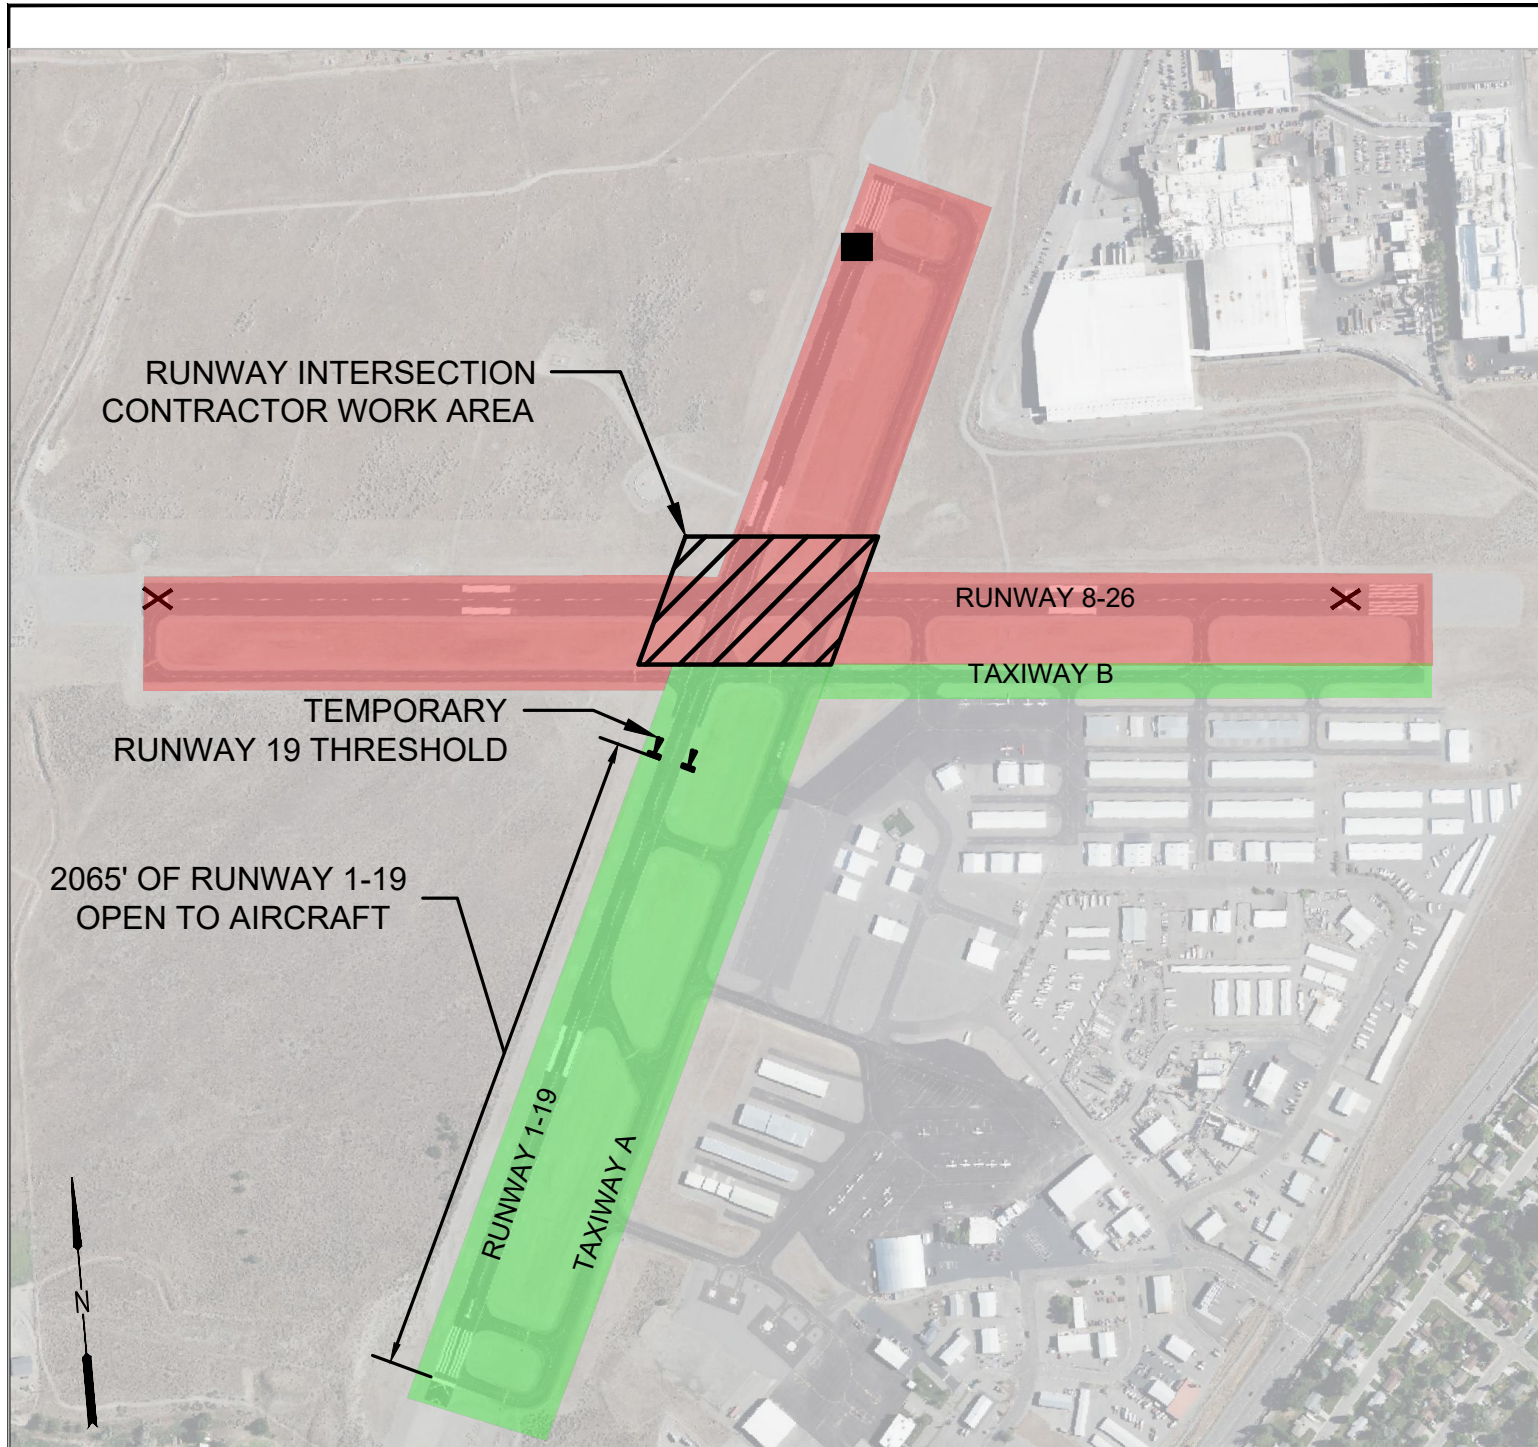 RUNWAY INTERSECTION
CONTRACTOR WORK AREA
RUNWAY 8-26
TAXIWAY B
TEMPORARY
RUNWAY 19 THRESHOLD
2065' OF RUNWAY 1-19
OPEN TO AIRCRAFT
RUNWAY 1-19
TAXIWAY A
N